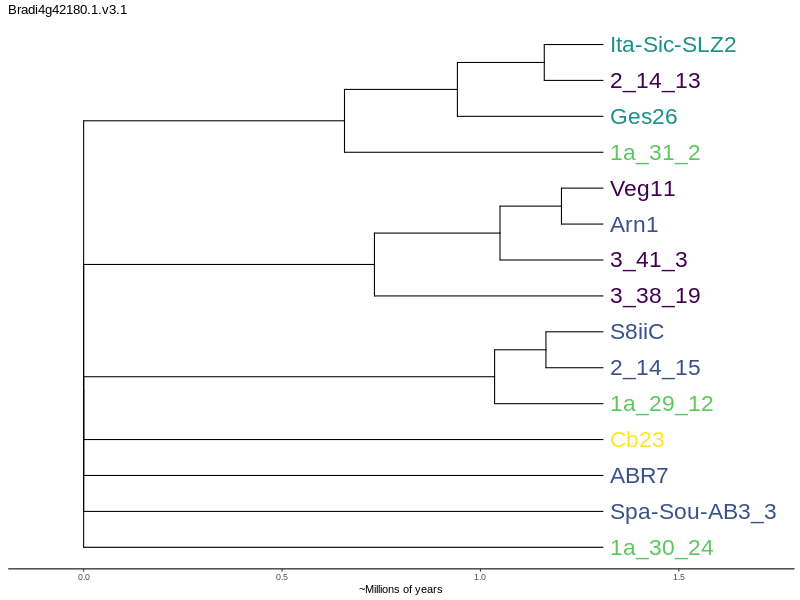 Bradi4g42180.1.v3.1
Ita-Sic-SLZ2
2_14_13
Ges26
1a_31_2
Veg11
Arn1
3_41_3
3_38_19
S8iiC
2_14_15
1a_29_12
Cb23
ABR7
Spa-Sou-AB3_3
1a_30_24
0.0 0.5 1.0 1.5
~Millions of years